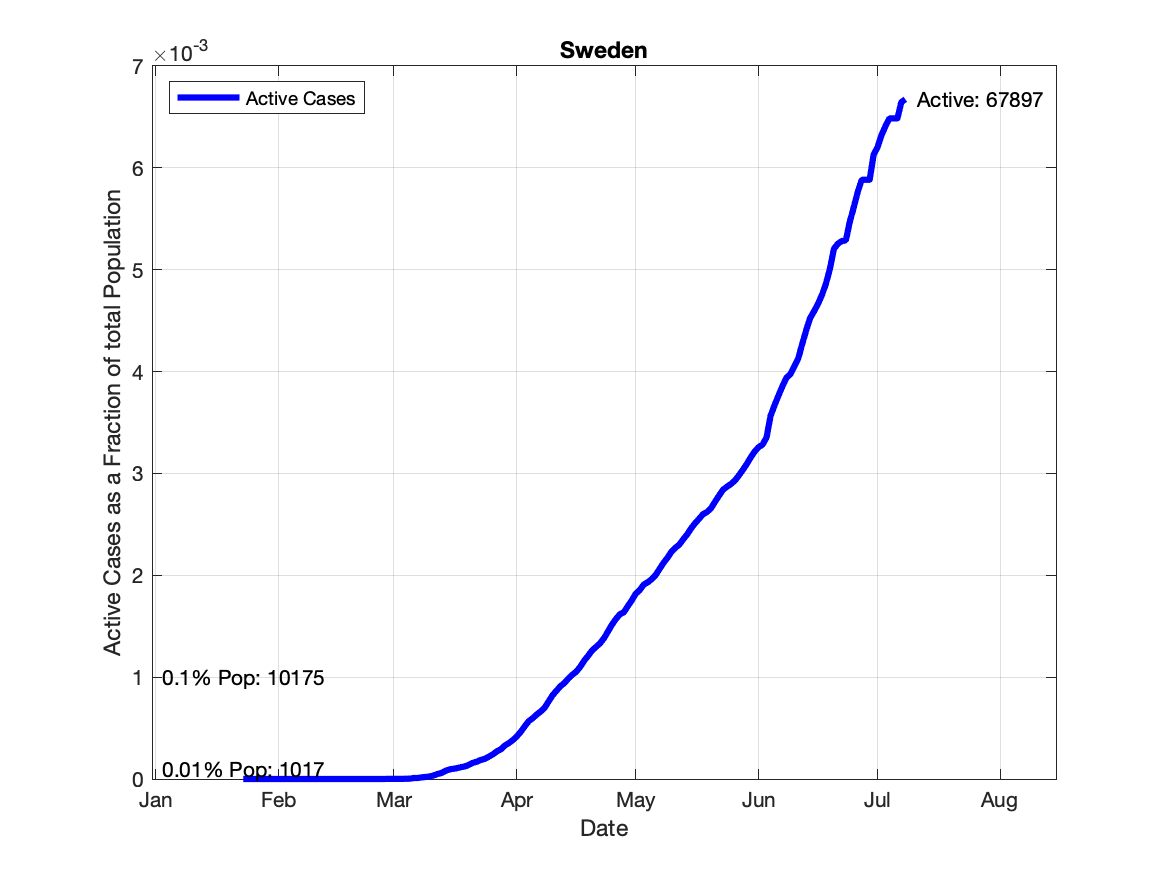 Sweden
×10-3
7
6
5
4
3
2
1
0
Active Cases as a Fraction of total Population
Active Cases
Active: 67897
0.1% Pop: 10175
0.01% Pop: 1017
Jan Feb Mar Apr May Jun Jul Aug
Date